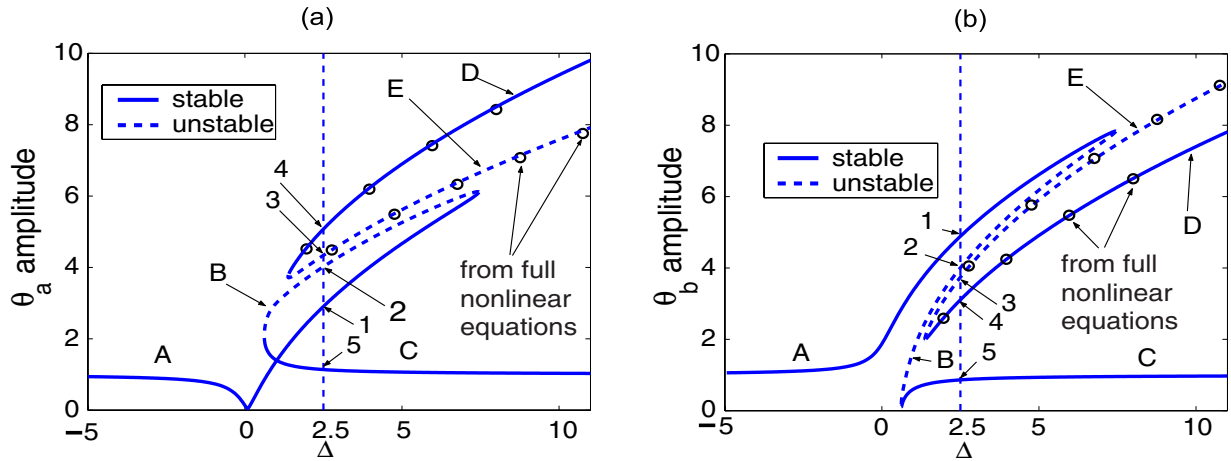 (a)
(b)
10
8
6
4
2
0
θa amplitude
stable
unstable
E
D
4
3
B
2
1
5
A
C
from full
nonlinear
equations
−5
0
2.5
5
10
Δ
10
8
6
4
2
0
θb amplitude
stable
unstable
E
1
2
3
4
5
D
A
B
C
from full
nonlinear
equations
−5
0
2.5
5
10
Δ